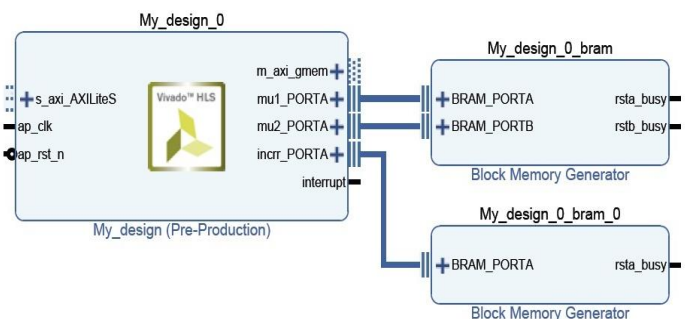 My_design_0
m_axi_gmem
s_axi_AXILiteS
Vivado™ HLS
mu1_PORTA
ap_clk
mu2_PORTA
ap_rst_n
incrr_PORTA
interrupt
My_design (Pre-Production)
My_design_0_bram
BRAM_PORTA
rsta_busy
BRAM_PORTB
rstb_busy
Block Memory Generator
My_design_0_bram_0
BRAM_PORTA
rsta_busy
Block Memory Generator